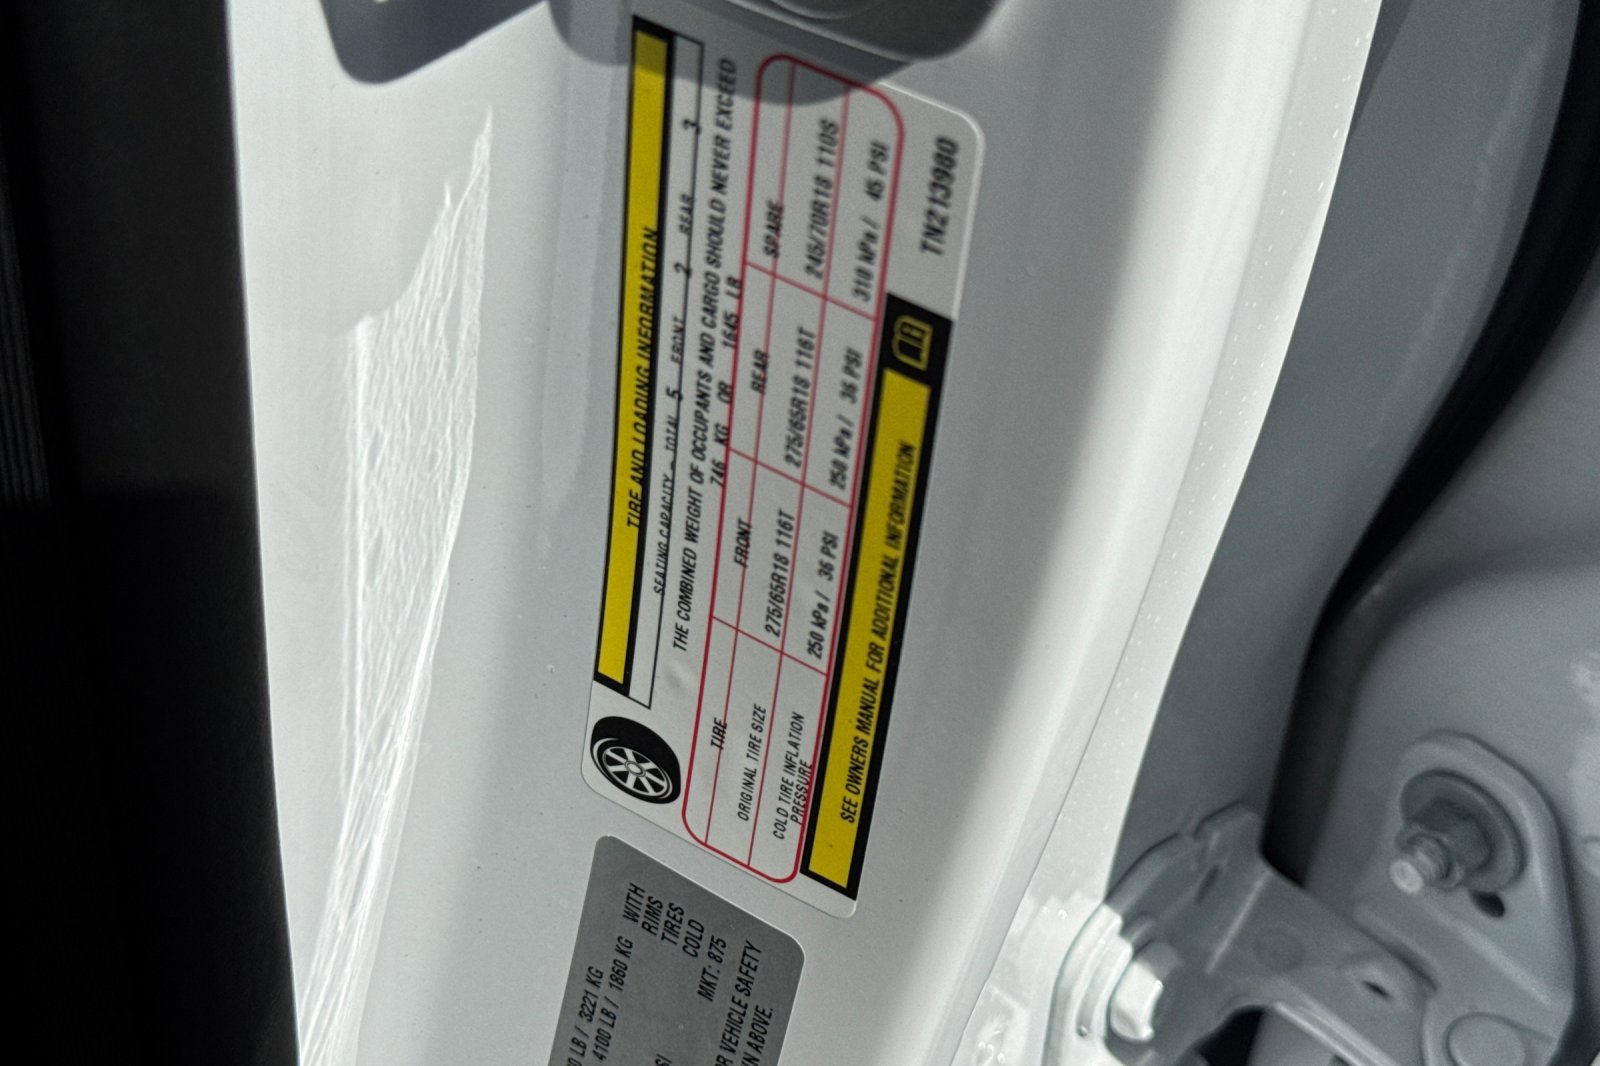 TIRE AND LOADING INFORMATION
SEATING CAPACITY - TOTAL 5 FRONT 2 REAR 3
THE COMBINED WEIGHT OF OCCUPANTS AND CARGO SHOULD NEVER EXCEED
746 KG OR 1645 LB
TIRE FRONT REAR SPARE
ORIGINAL TIRE SIZE 275/65R18 116T 275/65R18 116T 245/70R18 110S
COLD TIRE INFLATION PRESSURE 250 kPa / 36 PSI 250 kPa / 36 PSI 310 kPa / 45 PSI
SEE OWNERS MANUAL FOR ADDITIONAL INFORMATION
TN213980
0 LB / 3221 KG
4100 LB / 1860 KG WITH
RIMS
TIRES
SI COLD
MKT: 875
R VEHICLE SAFETY
N ABOVE.